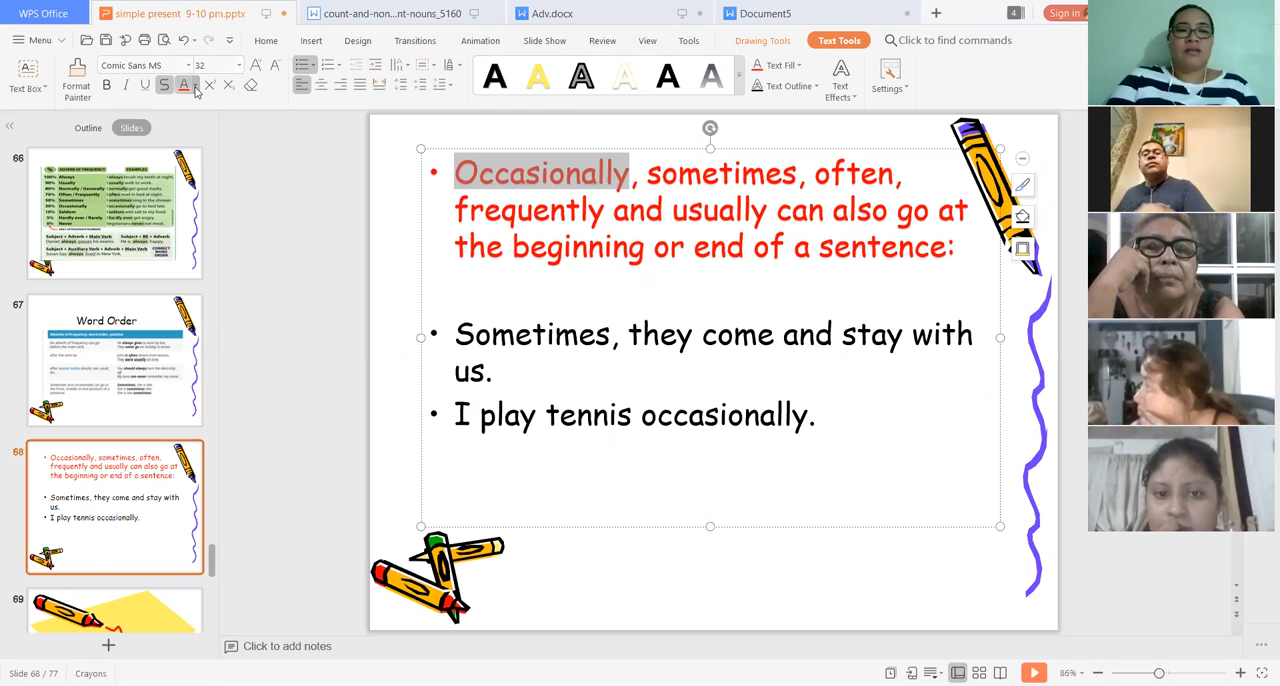 WPS Office
simple present 9-10 pm.pptx
count-and-non...nt-nouns_5160
Adv.docx
Document5
4
Sign in
Menu
Home
Insert
Design
Transitions
Animation
Slide Show
Review
View
Tools
Drawing Tools
Text Tools
Click to find commands
Text Box
Format
Painter
Comic Sans MS
32
Text Fill
Text Outline
Text
Effects
Settings
Outline
Slides
66
67
Word Order
68
Occasionally, sometimes, often,
frequently and usually can also go at
the beginning or end of a sentence:
Sometimes, they come and stay with
us.
I play tennis occasionally.
69
Occasionally, sometimes, often,
frequently and usually can also go at
the beginning or end of a sentence:
Sometimes, they come and stay with
us.
I play tennis occasionally.
Click to add notes
Slide 68 / 77
Crayons
86%